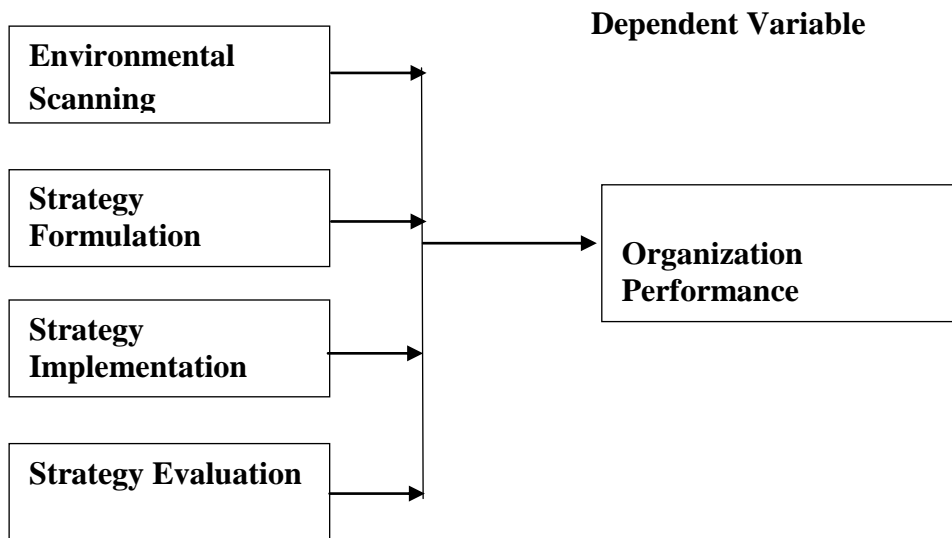 Dependent Variable
Environmental
Scanning
Strategy
Formulation
Strategy
Implementation
Strategy Evaluation
Organization
Performance